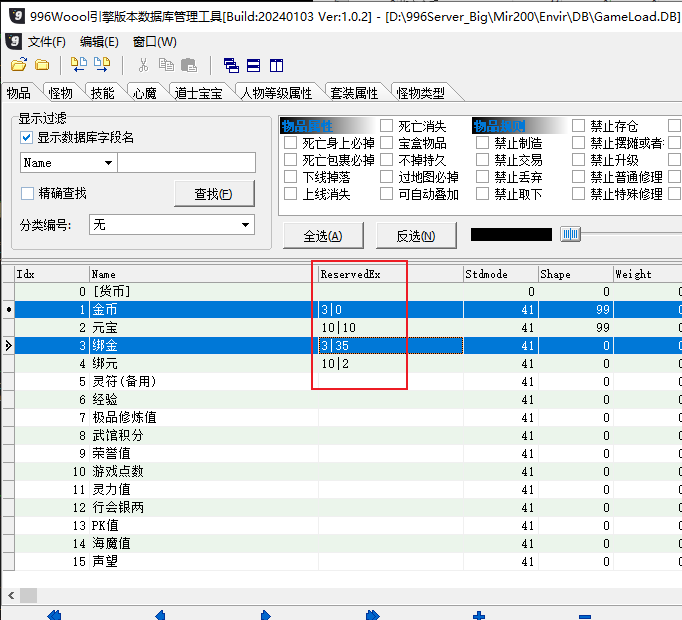 996Woool引擎版本数据库管理工具[Build:20240103 Ver:1.0.2] - [D:\996Server_Big\Mir200\Envir\DB\GameLoad.DB]
文件(F) 编辑(E) 窗口(W)
物品 怪物 技能 心魔 道士宝宝 人物等级属性 套装属性 怪物类型
显示过滤
显示数据库字段名
Name
精确查找 查找(F)
分类编号: 无
物品属性 死亡消失 物品规则 禁止存仓
死亡身上必掉 宝盒物品 禁止制造 禁止摆摊或者
死亡包裹必掉 不掉持久 禁止交易 禁止升级
下线掉落 过地图必掉 禁止丢弃 禁止普通修理
上线消失 可自动叠加 禁止取下 禁止特殊修理
全选(A) 反选(N)
Idx Name ReservedEx Stdmode Shape Weight
0 [货币] 0 0 0
1 金币 3|0 41 99 0
2 元宝 10|10 41 99 0
3 绑金 3|35 41 0 0
4 绑元 10|2 41 0 0
5 灵符(备用) 41 0 0
6 经验 41 0 0
7 极品修炼值 41 0 0
8 武馆积分 41 0 0
9 荣誉值 41 0 0
10 游戏点数 41 0 0
11 灵力值 41 0 0
12 行会银两 41 0 0
13 PK值 41 0 0
14 海魔值 41 0 0
15 声望 41 0 0